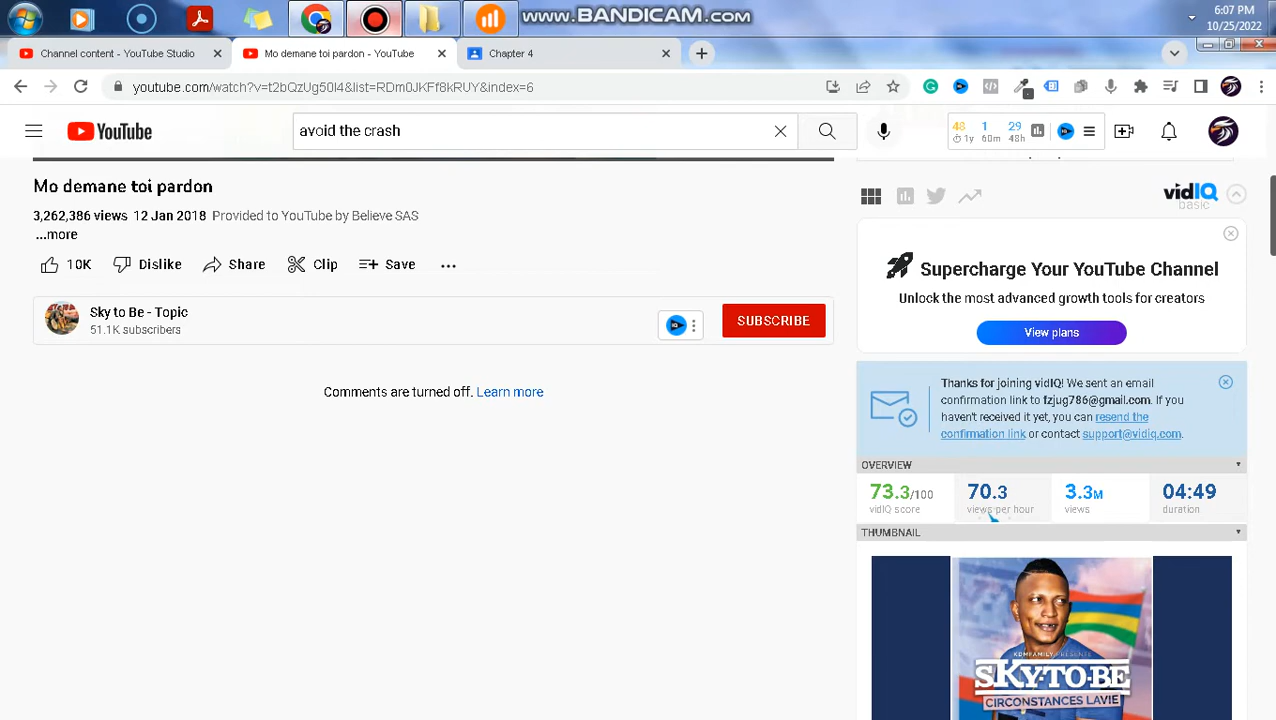 www.BANDICAM.com
6:07 PM
10/25/2022
Channel content - YouTube Studio
Mo demane toi pardon - YouTube
Chapter 4
youtube.com/watch?v=t2bQzUg50I4&list=RDm0JKFf8kRHY&index=6
YouTube
avoid the crash
48 1 29
1y 60m 48h
Mo demane toi pardon
3,262,386 views 12 Jan 2018 Provided to YouTube by Believe SAS
...more
10K Dislike Share Clip Save
Sky to Be - Topic
51.1K subscribers
SUBSCRIBE
Comments are turned off. Learn more
vidIQ
basic
Supercharge Your YouTube Channel
Unlock the most advanced growth tools for creators
View plans
Thanks for joining vidIQ! We sent an email
confirmation link to fzjug786@gmail.com. If you
haven't received it yet, you can resend the
confirmation link or contact support@vidiq.com.
OVERVIEW
73.3/100 70.3 3.3M 04:49
vidIQ score views per hour views duration
THUMBNAIL
KDMFAMILY PRESENTE
SKY·TO·BE
CIRCONSTANCES LAVIE